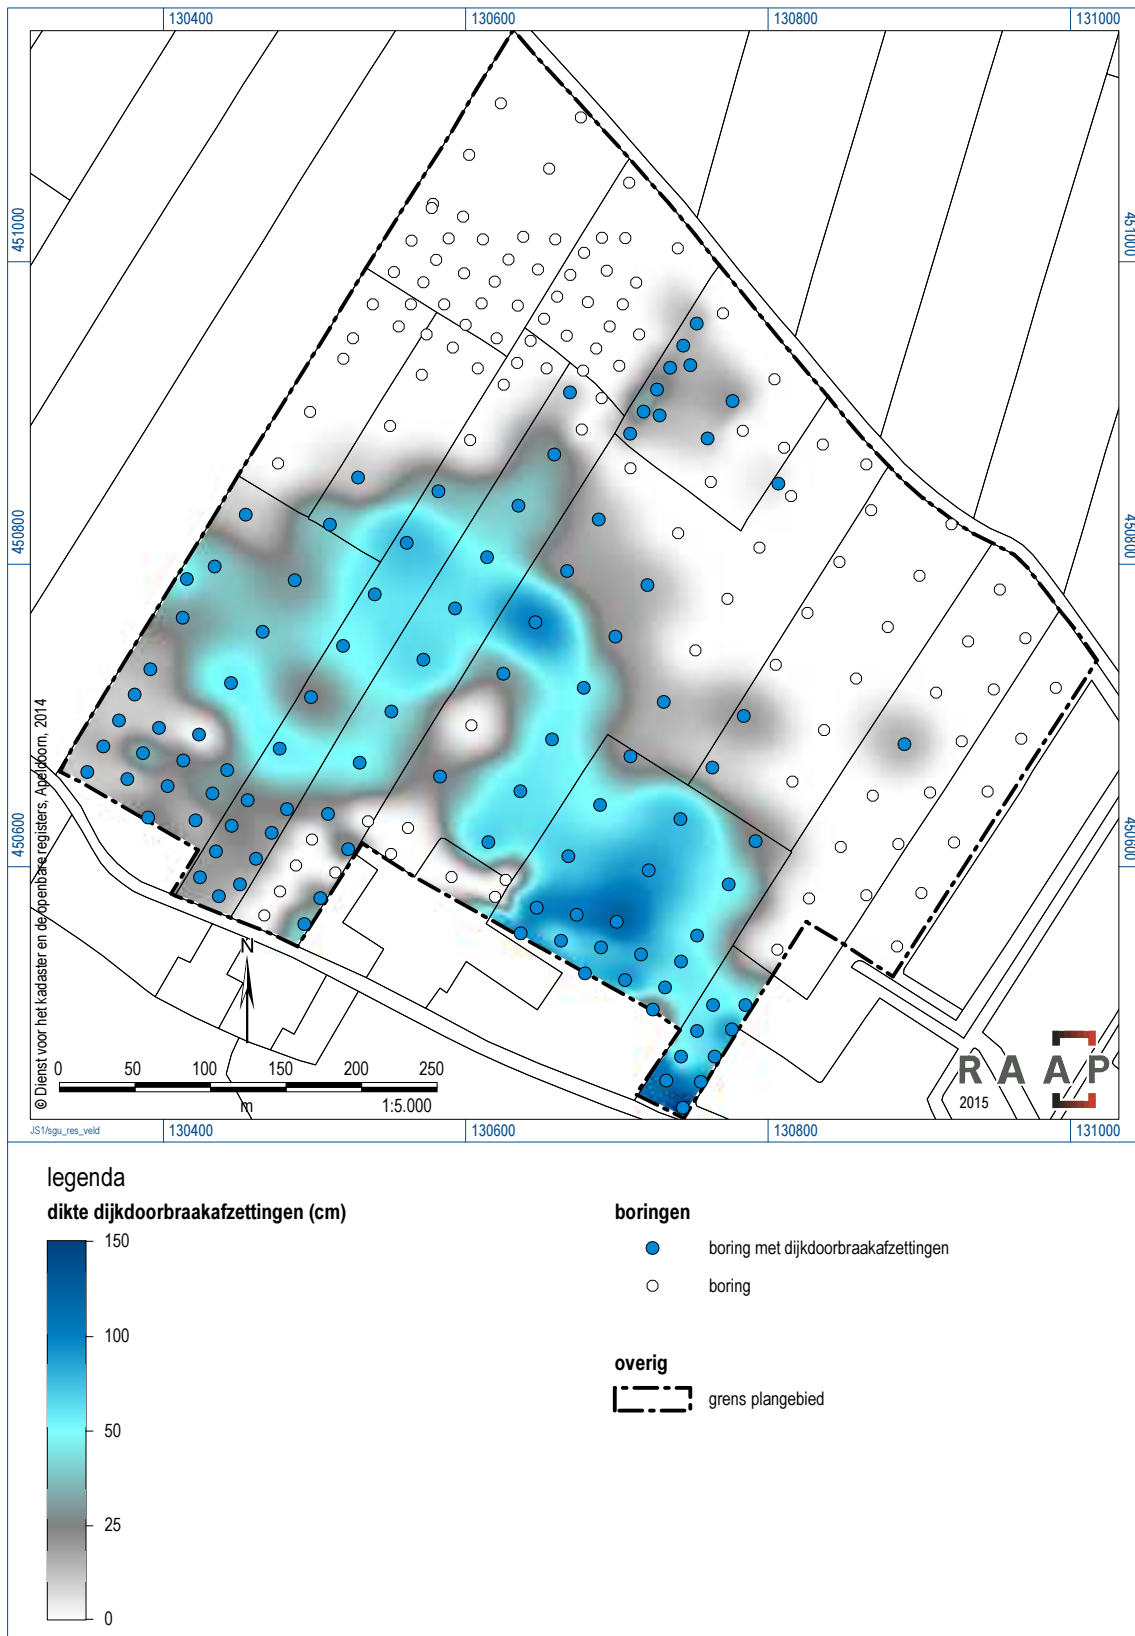 130400 130600 130800 131000
451000 451000
450800 450800
450600 450600
© Dienst voor het kadaster en de openbare registers, Apeldoorn, 2014
N
0 50 100 150 200 250
m 1:5.000
RAAP
2015
JS1/sgu_res_veld
130400 130600 130800 131000
legenda
dikte dijkdoorbraakafzettingen (cm)
150
100
50
25
0
boringen
boring met dijkdoorbraakafzettingen
boring
overig
grens plangebied